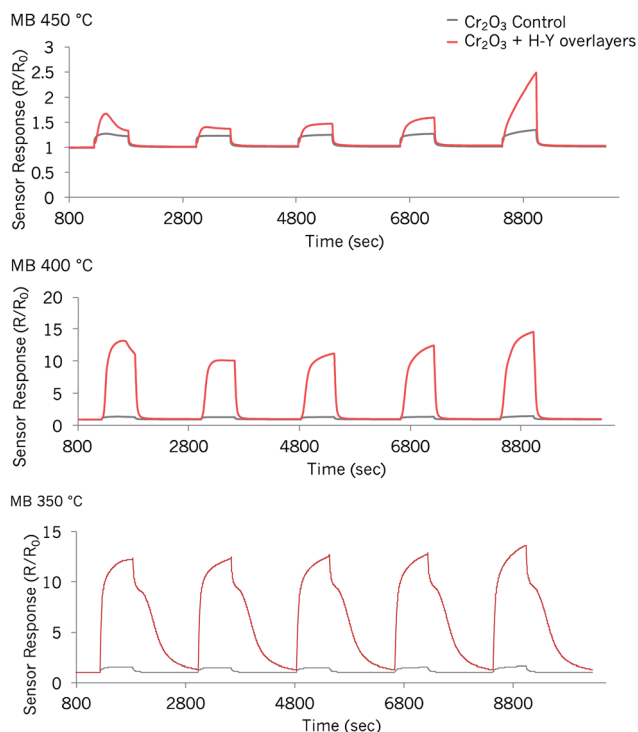 MB 450 °C
Cr₂O₃ Control
Cr₂O₃ + H-Y overlayers
Sensor Response (R/R₀)
3
2.5
2
1.5
1
0.5
0
800 2800 4800 6800 8800
Time (sec)
MB 400 °C
Sensor Response (R/R₀)
20
15
10
5
0
800 2800 4800 6800 8800
Time (sec)
MB 350 °C
Sensor Response (R/R₀)
15
10
5
0
800 2800 4800 6800 8800
Time (sec)